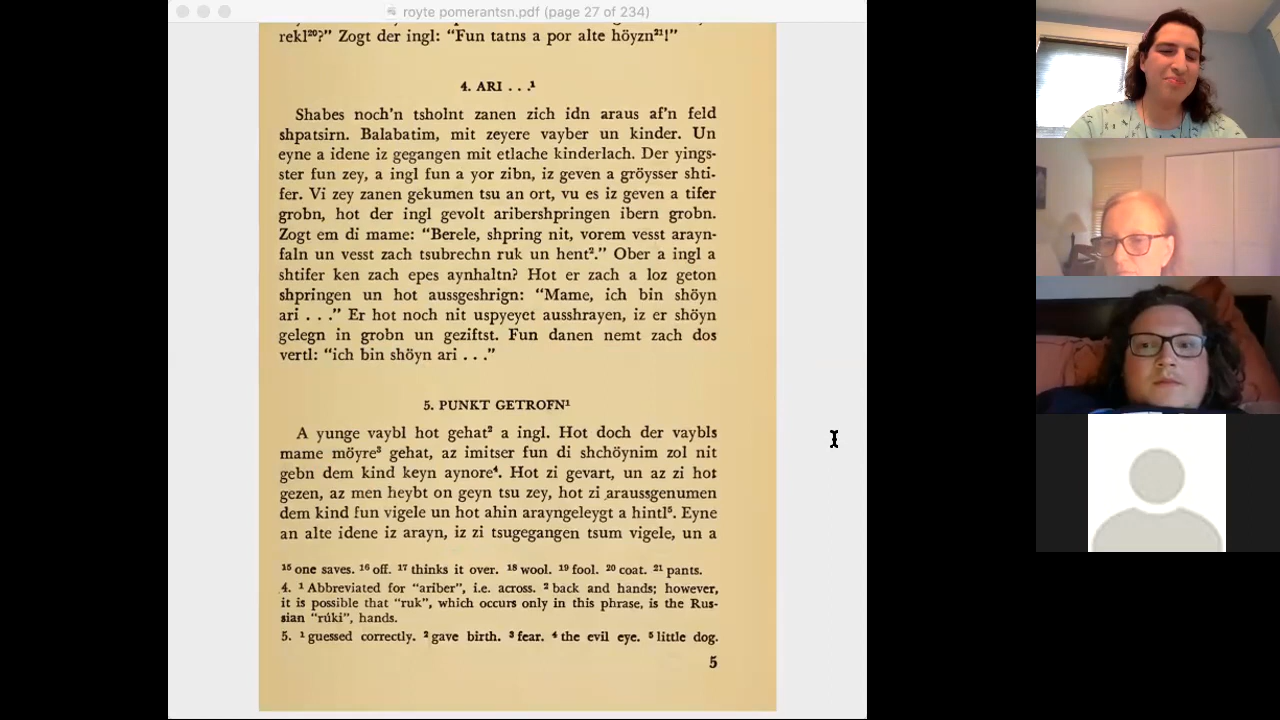 royte pomerantsn.pdf (page 27 of 234)
rekl²⁰?” Zogt der ingl: “Fun tatns a por alte höyzn²¹!”
4. ARI . . .¹
Shabes noch’n tsholnt zanen zich idn araus af’n feld
shpatsirn. Balabatim, mit zeyere vayber un kinder. Un
eyne a idene iz gegangen mit etlache kinderlach. Der yings-
ster fun zey, a ingl fun a yor zibn, iz geven a gröysser shti-
fer. Vi zey zanen gekumen tsu an ort, vu es iz geven a tifer
grobn, hot der ingl gevolt aribershpringen ibern grobn.
Zogt em di mame: “Berele, shpring nit, vorem vesst arayn-
faln un vesst zach tsubrechn ruk un hent².” Ober a ingl a
shtifer ken zach epes aynhaltn? Hot er zach a loz geton
shpringen un hot aussgeshrign: “Mame, ich bin shöyn
ari . . .” Er hot noch nit uspyeyet ausshrayen, iz er shöyn
gelegn in grobn un geziftst. Fun danen nemt zach dos
vertl: “ich bin shöyn ari . . .”
5. PUNKT GETROFN¹
A yunge vaybl hot gehat² a ingl. Hot doch der vaybls
mame möyre³ gehat, az imitser fun di shchöynim zol nit
gebn dem kind keyn aynore⁴. Hot zi gevart, un az zi hot
gezen, az men heybt on geyn tsu zey, hot zi araussgenumen
dem kind fun vigele un hot ahin arayngeleygt a hintl⁵. Eyne
an alte idene iz arayn, iz zi tsugegangen tsum vigele, un a
¹⁵ one saves. ¹⁶ off. ¹⁷ thinks it over. ¹⁸ wool. ¹⁹ fool. ²⁰ coat. ²¹ pants.
4. ¹ Abbreviated for “ariber”, i.e. across. ² back and hands; however,
it is possible that “ruk”, which occurs only in this phrase, is the Rus-
sian “rúki”, hands.
5. ¹ guessed correctly. ² gave birth. ³ fear. ⁴ the evil eye. ⁵ little dog.
5